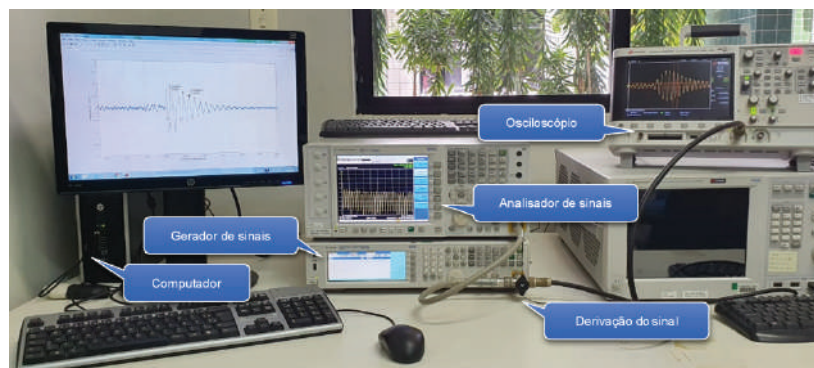 Osciloscópio
Analisador de sinais
Gerador de sinais
Computador
Derivação do sinal